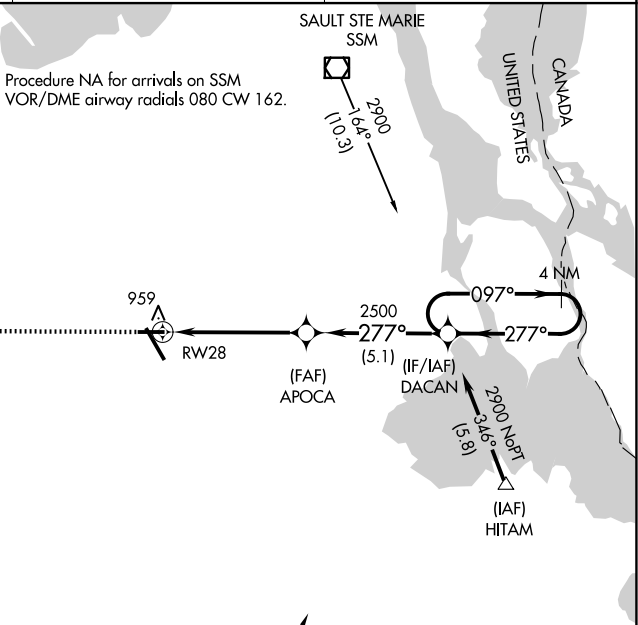 SAULT STE MARIE
SSM
Procedure NA for arrivals on SSM
VOR/DME airway radials 080 CW 162.
2900
164°
(10.3)
CANADA
UNITED STATES
4 NM
097°
959
2500
277°
277°
(5.1)
RW28
(FAF)
APOCA
(IF/IAF)
DACAN
2900 NoPT
346°
(5.8)
(IAF)
HITAM